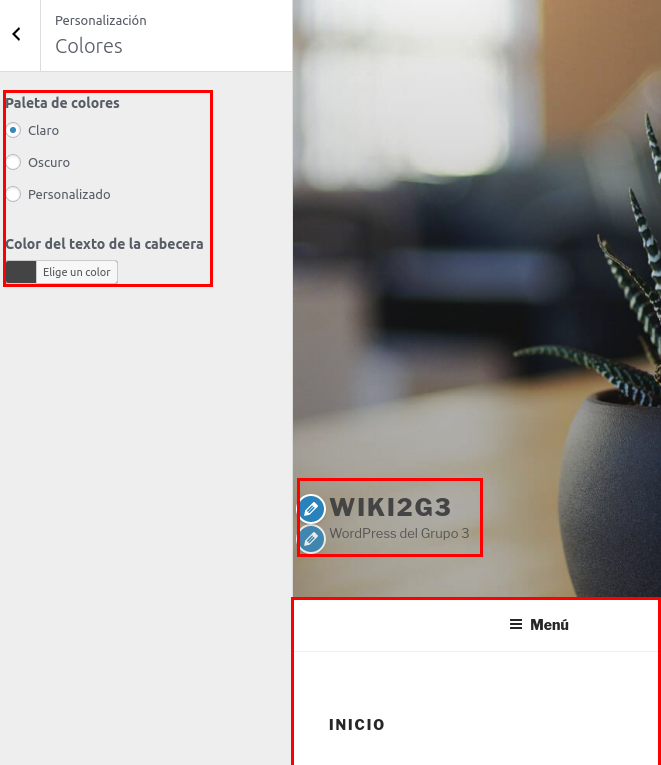 Personalización
Colores
Paleta de colores
Claro
Oscuro
Personalizado
Color del texto de la cabecera
Elige un color
WIKI2G3
WordPress del Grupo 3
Menú
INICIO